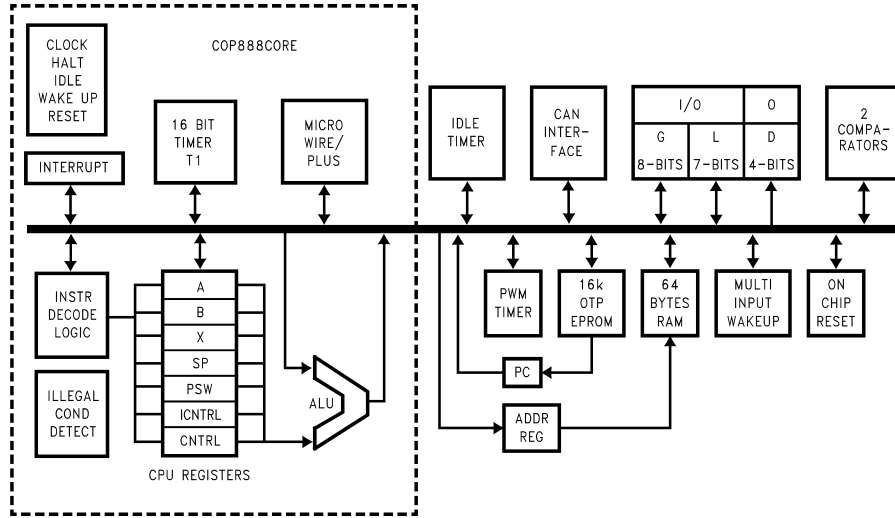 COP888CORE
CLOCK
HALT
IDLE
WAKE UP
RESET
INTERRUPT
16 BIT
TIMER
T1
MICRO
WIRE/
PLUS
IDLE
TIMER
CAN
INTER-
FACE
I/O
O
G
L
D
8-BITS
7-BITS
4-BITS
2
COMPA-
RATORS
INSTR
DECODE
LOGIC
ILLEGAL
COND
DETECT
A
B
X
SP
PSW
ICNTRL
CNTRL
CPU REGISTERS
ALU
PWM
TIMER
16k
OTP
EPROM
64
BYTES
RAM
MULTI
INPUT
WAKEUP
ON
CHIP
RESET
PC
ADDR
REG